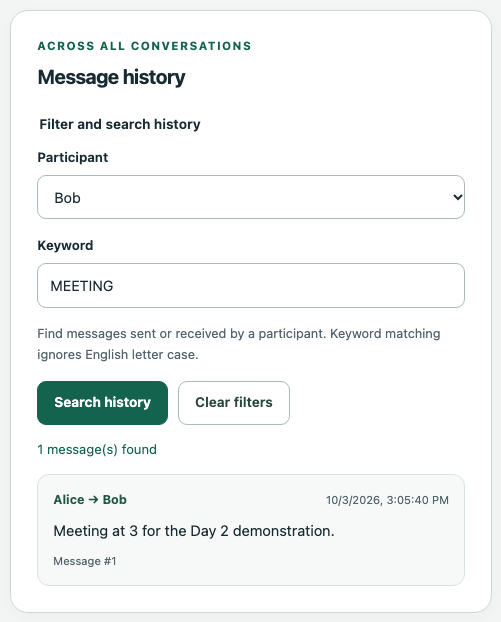 ACROSS ALL CONVERSATIONS
Message history
Filter and search history
Participant
Bob
Keyword
MEETING
Find messages sent or received by a participant. Keyword matching
ignores English letter case.
Search history Clear filters
1 message(s) found
Alice → Bob 10/3/2026, 3:05:40 PM
Meeting at 3 for the Day 2 demonstration.
Message #1